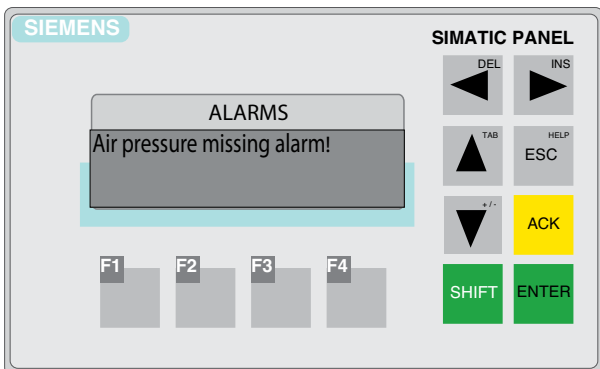 SIEMENS
SIMATIC PANEL
DEL
INS
ALARMS
Air pressure missing alarm!
TAB
HELP
ESC
+ / -
ACK
F1
F2
F3
F4
SHIFT
ENTER